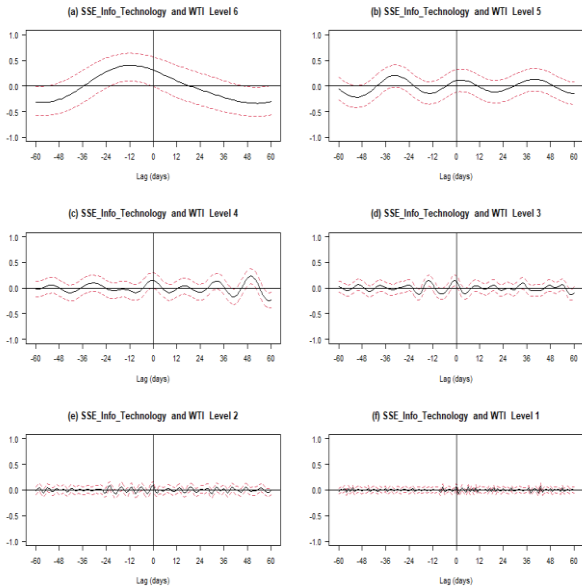 (a) SSE_Info_Technology and WTI Level 6
1.0
0.5
0.0
-0.5
-1.0
-60 -48 -36 -24 -12 0 12 24 36 48 60
Lag (days)
(b) SSE_Info_Technology and WTI Level 5
1.0
0.5
0.0
-0.5
-1.0
-60 -48 -36 -24 -12 0 12 24 36 48 60
Lag (days)
(c) SSE_Info_Technology and WTI Level 4
1.0
0.5
0.0
-0.5
-1.0
-60 -48 -36 -24 -12 0 12 24 36 48 60
Lag (days)
(d) SSE_Info_Technology and WTI Level 3
1.0
0.5
0.0
-0.5
-1.0
-60 -48 -36 -24 -12 0 12 24 36 48 60
Lag (days)
(e) SSE_Info_Technology and WTI Level 2
1.0
0.5
0.0
-0.5
-1.0
-60 -48 -36 -24 -12 0 12 24 36 48 60
Lag (days)
(f) SSE_Info_Technology and WTI Level 1
1.0
0.5
0.0
-0.5
-1.0
-60 -48 -36 -24 -12 0 12 24 36 48 60
Lag (days)